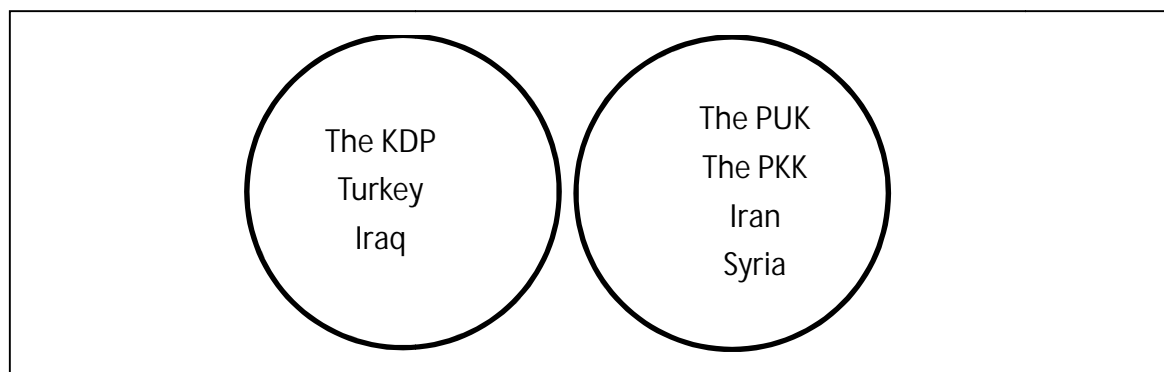 The KDP
Turkey
Iraq
The PUK
The PKK
Iran
Syria